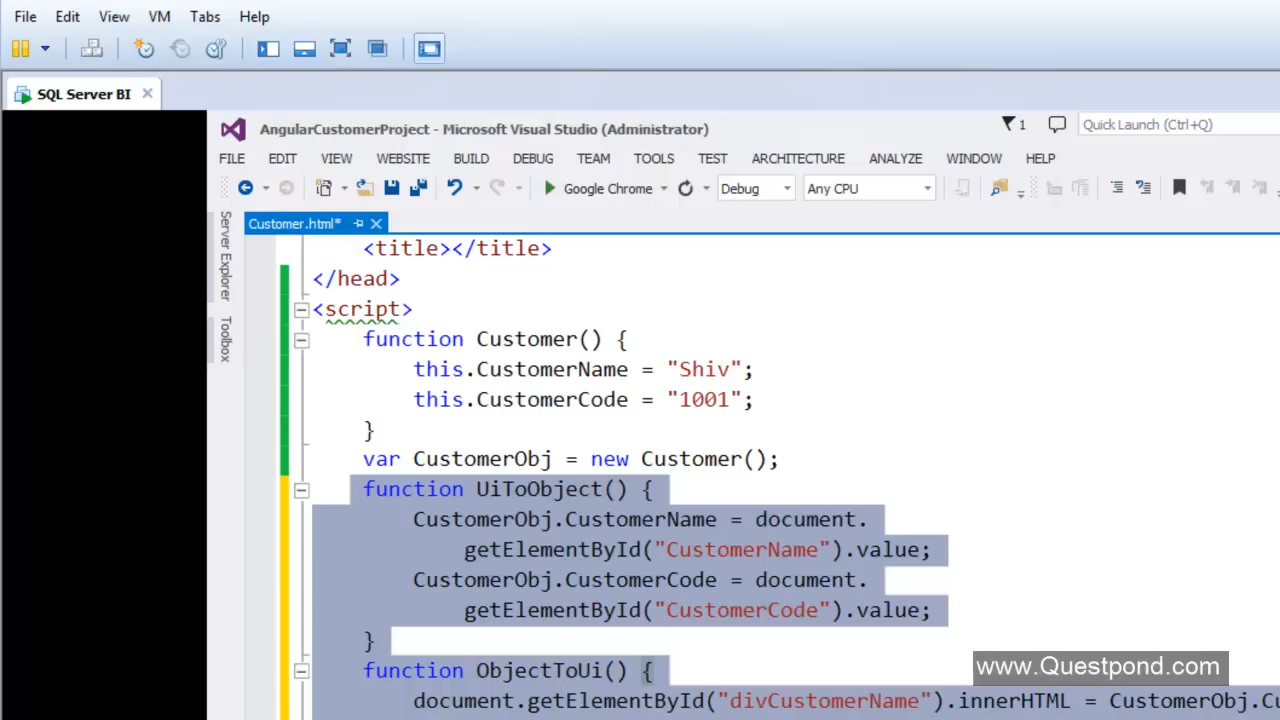 File Edit View VM Tabs Help
SQL Server BI
AngularCustomerProject - Microsoft Visual Studio (Administrator)
1
Quick Launch (Ctrl+Q)
FILE EDIT VIEW WEBSITE BUILD DEBUG TEAM TOOLS TEST ARCHITECTURE ANALYZE WINDOW HELP
Google Chrome Debug Any CPU
Server Explorer
Toolbox
Customer.html*
<title></title>
</head>
<script>
function Customer() {
this.CustomerName = "Shiv";
this.CustomerCode = "1001";
}
var CustomerObj = new Customer();
function UiToObject() {
CustomerObj.CustomerName = document.
getElementById("CustomerName").value;
CustomerObj.CustomerCode = document.
getElementById("CustomerCode").value;
}
function ObjectToUi() {
www.Questpond.com
document.getElementById("divCustomerName").innerHTML = CustomerObj.Cu